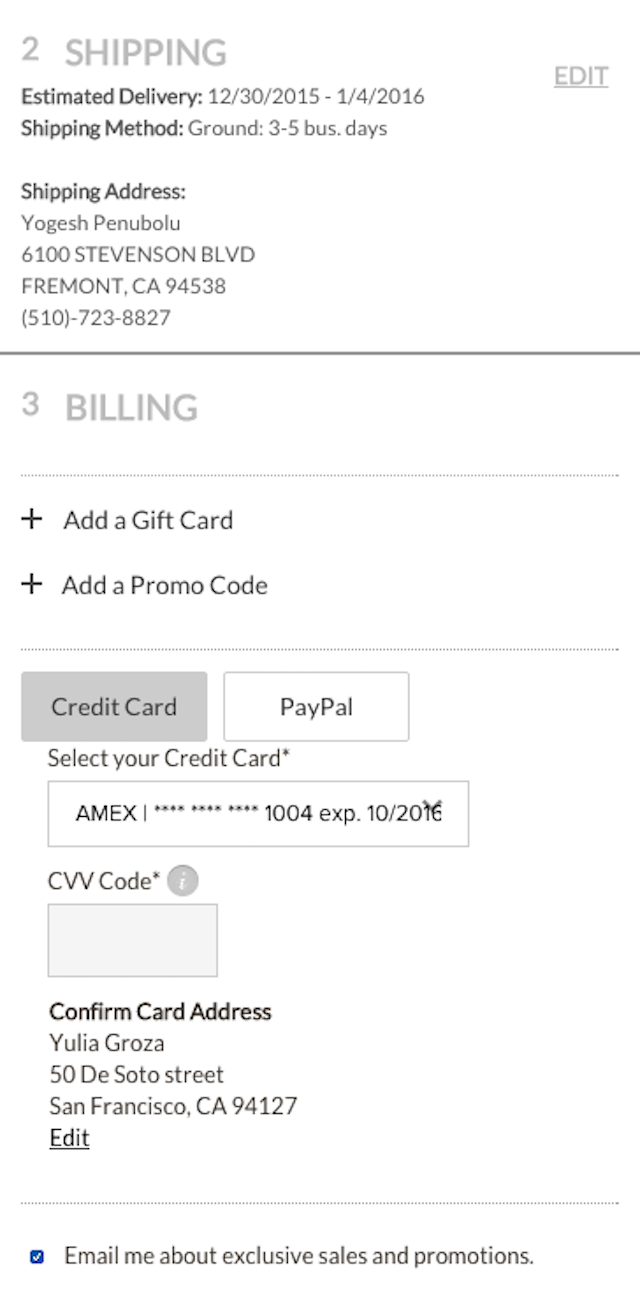 2 SHIPPING
EDIT
Estimated Delivery: 12/30/2015 - 1/4/2016
Shipping Method: Ground: 3-5 bus. days
Shipping Address:
Yogesh Penubolu
6100 STEVENSON BLVD
FREMONT, CA 94538
(510)-723-8827
3 BILLING
+ Add a Gift Card
+ Add a Promo Code
Credit Card PayPal
Select your Credit Card*
AMEX | **** **** **** 1004 exp. 10/2016
CVV Code* i
Confirm Card Address
Yulia Groza
50 De Soto street
San Francisco, CA 94127
Edit
Email me about exclusive sales and promotions.